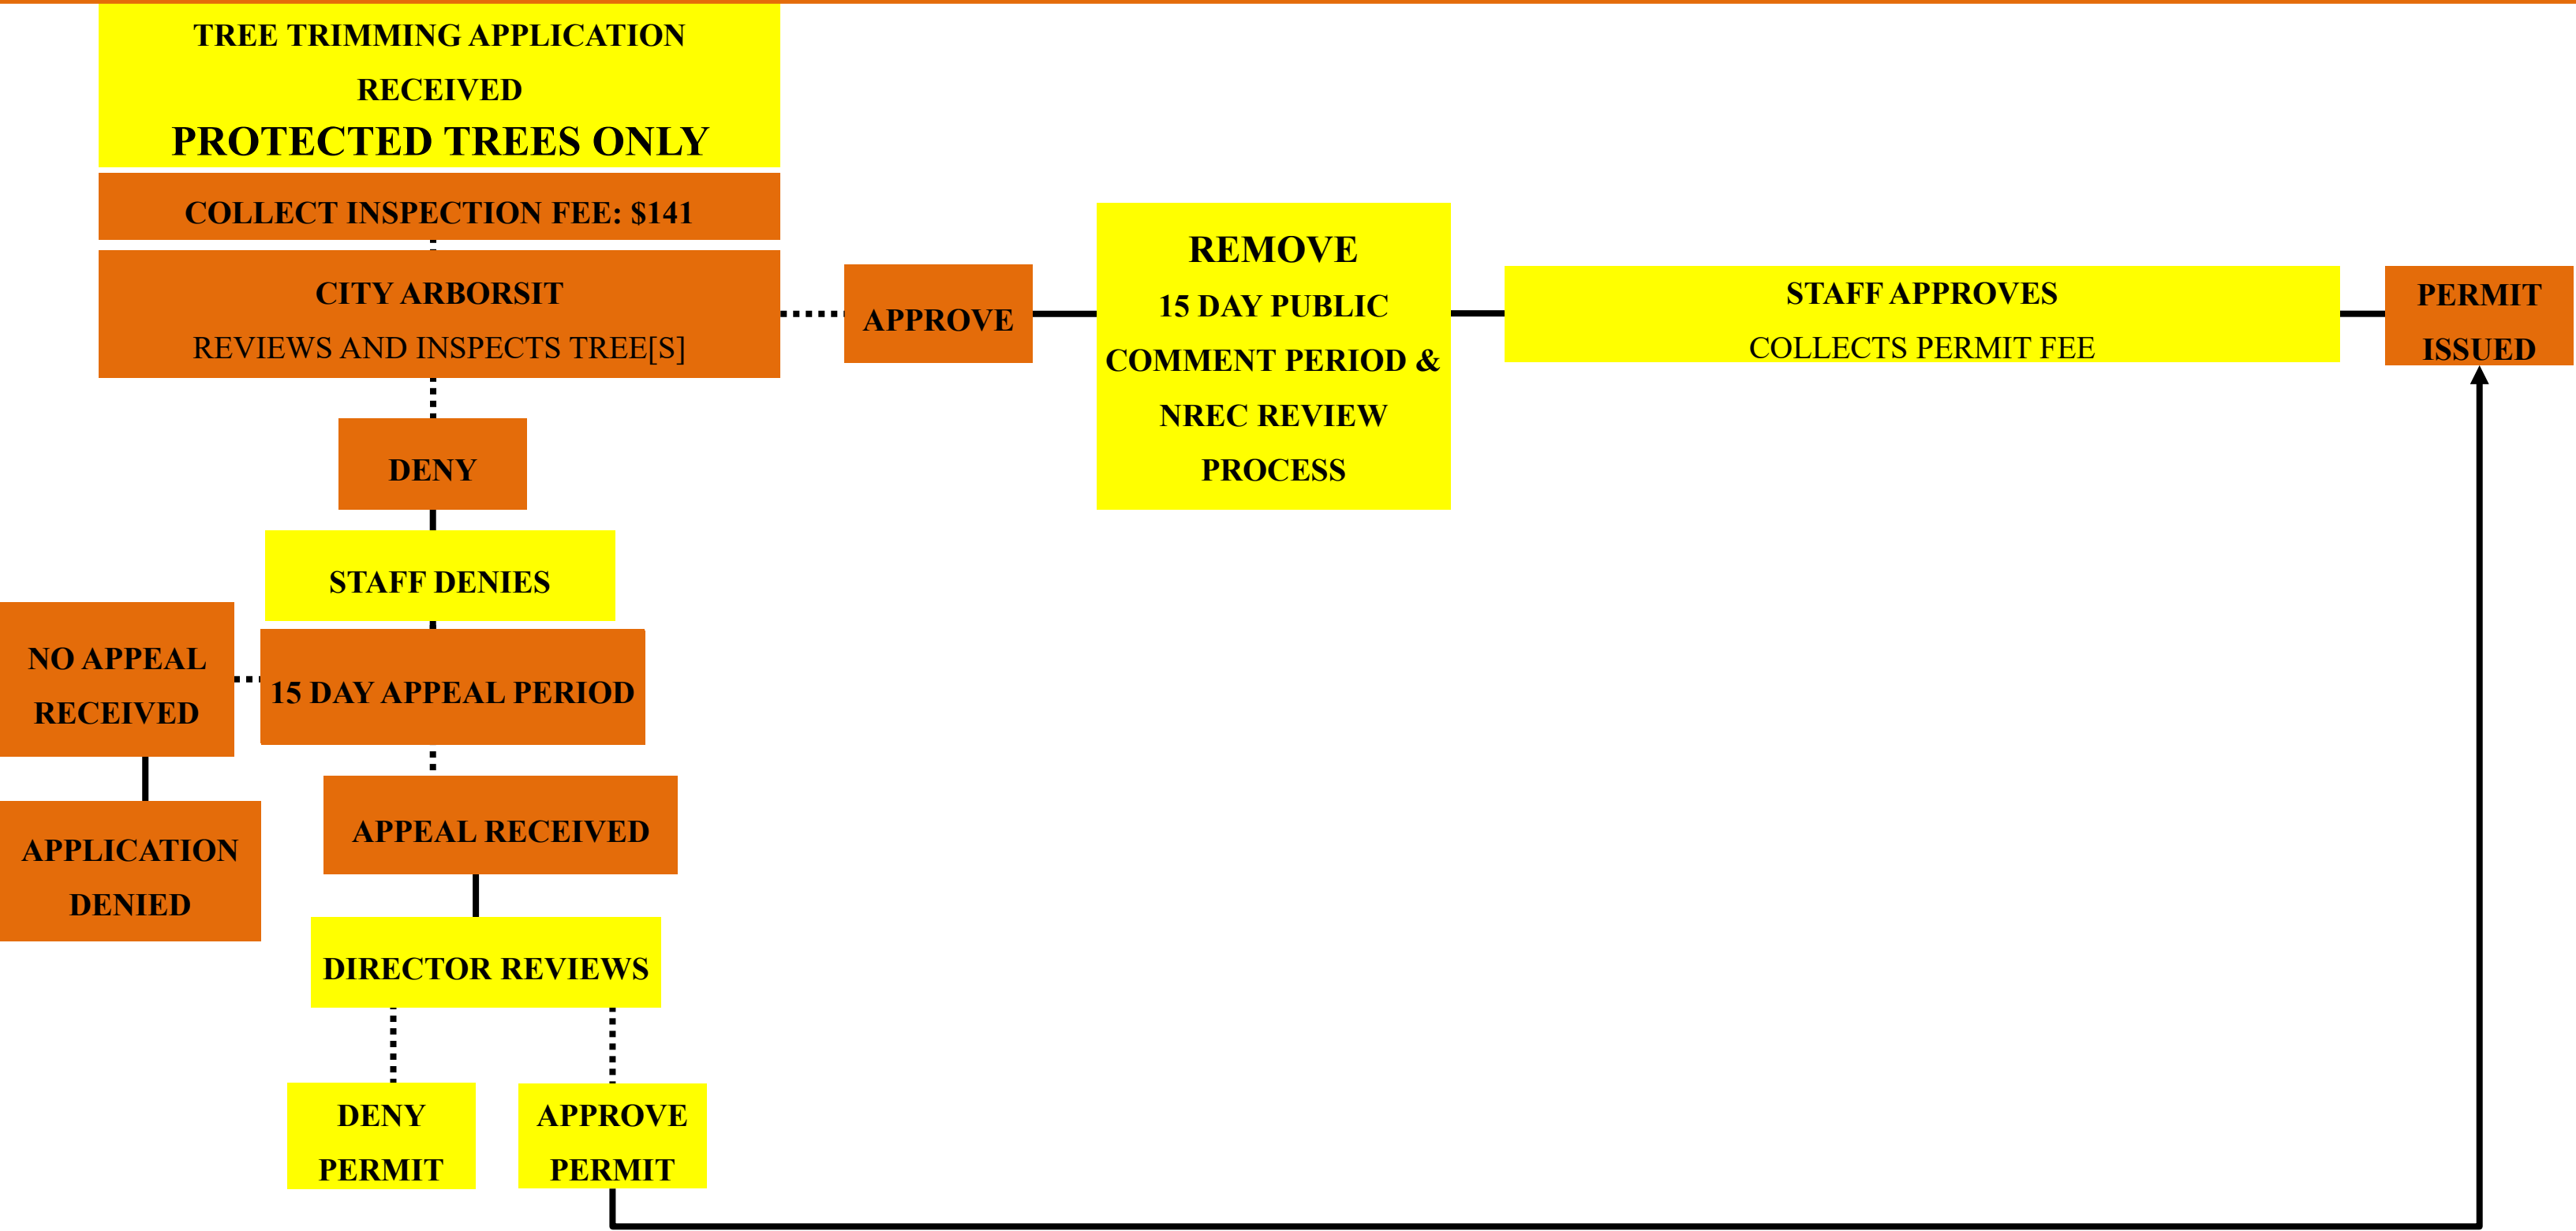 TREE TRIMMING APPLICATION
RECEIVED
PROTECTED TREES ONLY
COLLECT INSPECTION FEE: $141
CITY ARBORSIT
REVIEWS AND INSPECTS TREE[S]
APPROVE
REMOVE
15 DAY PUBLIC
COMMENT PERIOD &
NREC REVIEW
PROCESS
STAFF APPROVES
COLLECTS PERMIT FEE
PERMIT
ISSUED
DENY
STAFF DENIES
NO APPEAL
RECEIVED
15 DAY APPEAL PERIOD
APPLICATION
DENIED
APPEAL RECEIVED
DIRECTOR REVIEWS
DENY
PERMIT
APPROVE
PERMIT